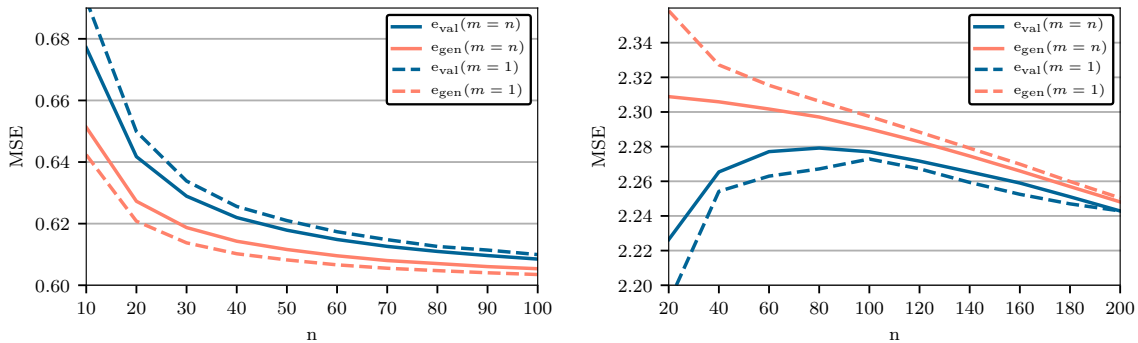 0.68
0.66
0.64
0.62
0.60
MSE
10 20 30 40 50 60 70 80 90 100
n
e_val(m = n)
e_gen(m = n)
e_val(m = 1)
e_gen(m = 1)
2.34
2.32
2.30
2.28
2.26
2.24
2.22
2.20
MSE
20 40 60 80 100 120 140 160 180 200
n
e_val(m = n)
e_gen(m = n)
e_val(m = 1)
e_gen(m = 1)